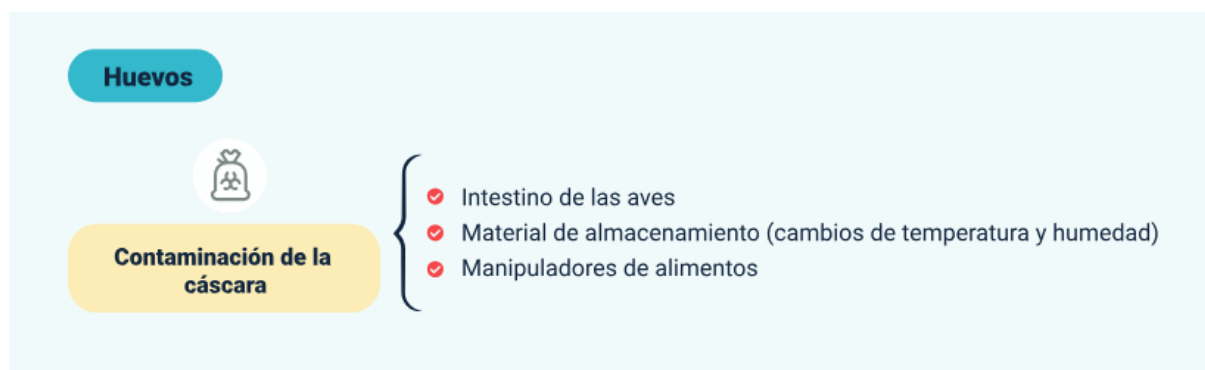 Huevos
Contaminación de la
cáscara
Intestino de las aves
Material de almacenamiento (cambios de temperatura y humedad)
Manipuladores de alimentos